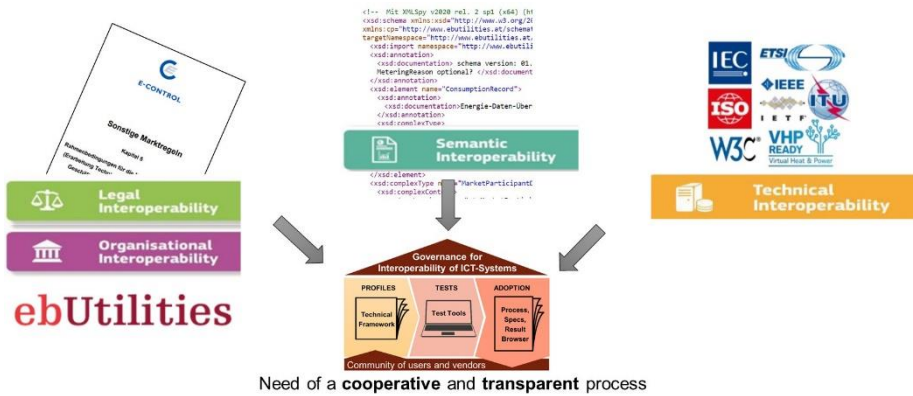 E-CONTROL
Sonstige Marktregeln
Kapitel 5
Legal
Interoperability
Organisational
Interoperability
ebUtilities
<!-- Mit XMLSpy v2020 rel. 2 sp1 (x64) (ht
<xsd:schema xmlns:xsd="http://www.w3.org/20
xmlns:cp="http://www.ebutilities.at/schemat
targetNamespace="http://www.ebutilities.at.
<xsd:import namespace="http://www.ebutili
<xsd:annotation>
<xsd:documentation> schema version: 01.
MeteringReason optional? </xsd:document
</xsd:annotation>
<xsd:element name="ConsumptionRecord">
<xsd:annotation>
<xsd:documentation>Energie-Daten-Über
</xsd:annotation>
<xsd:complexType>
Semantic
Interoperability
</xsd:element>
<xsd:complexType name="MarketParticipantD
<xsd:complexCont
IEC
ETSI
ISO
IEEE
IETF
ITU
W3C
VHP
READY
Virtual Heat & Power
Technical
Interoperability
Governance for
Interoperability of ICT-Systems
PROFILES
Technical
Framework
TESTS
Test Tools
ADOPTION
Process,
Specs,
Result
Browser
Community of users and vendors
Need of a cooperative and transparent process